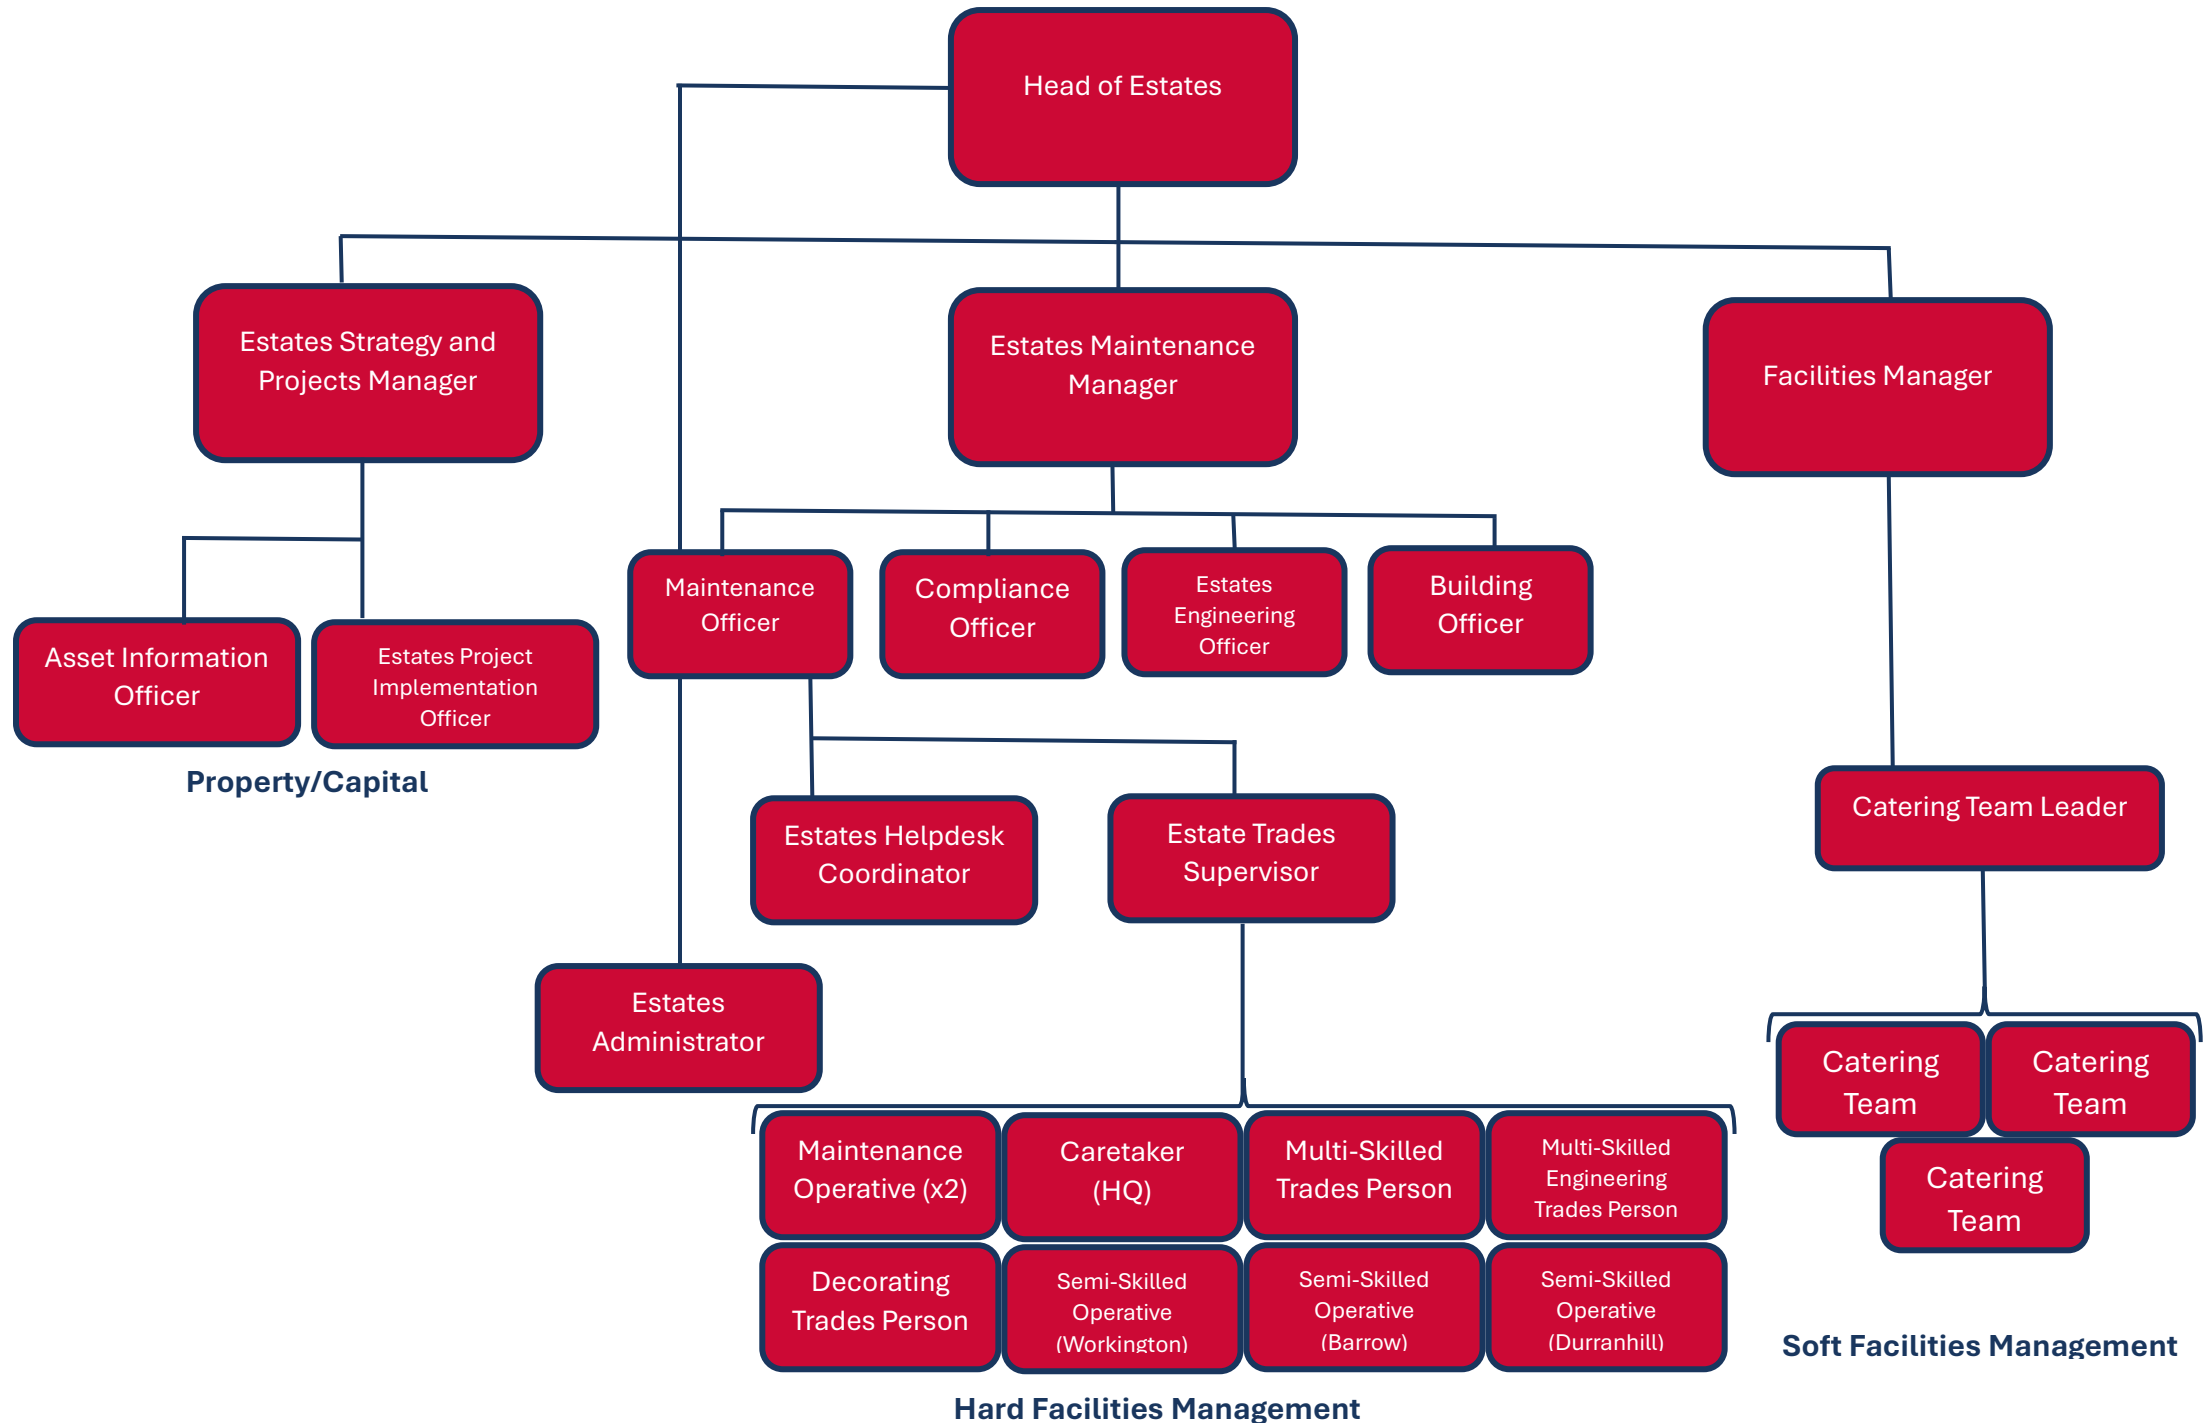 Head of Estates
Estates Strategy and
Projects Manager
Estates Maintenance
Manager
Facilities Manager
Maintenance
Officer
Compliance
Officer
Estates
Engineering
Officer
Building
Officer
Asset Information
Officer
Estates Project
Implementation
Officer
Property/Capital
Estates Helpdesk
Coordinator
Estate Trades
Supervisor
Catering Team Leader
Estates
Administrator
Catering
Team
Catering
Team
Catering
Team
Maintenance
Operative (x2)
Caretaker
(HQ)
Multi-Skilled
Trades Person
Multi-Skilled
Engineering
Trades Person
Decorating
Trades Person
Semi-Skilled
Operative
(Workington)
Semi-Skilled
Operative
(Barrow)
Semi-Skilled
Operative
(Durranhill)
Soft Facilities Management
Hard Facilities Management